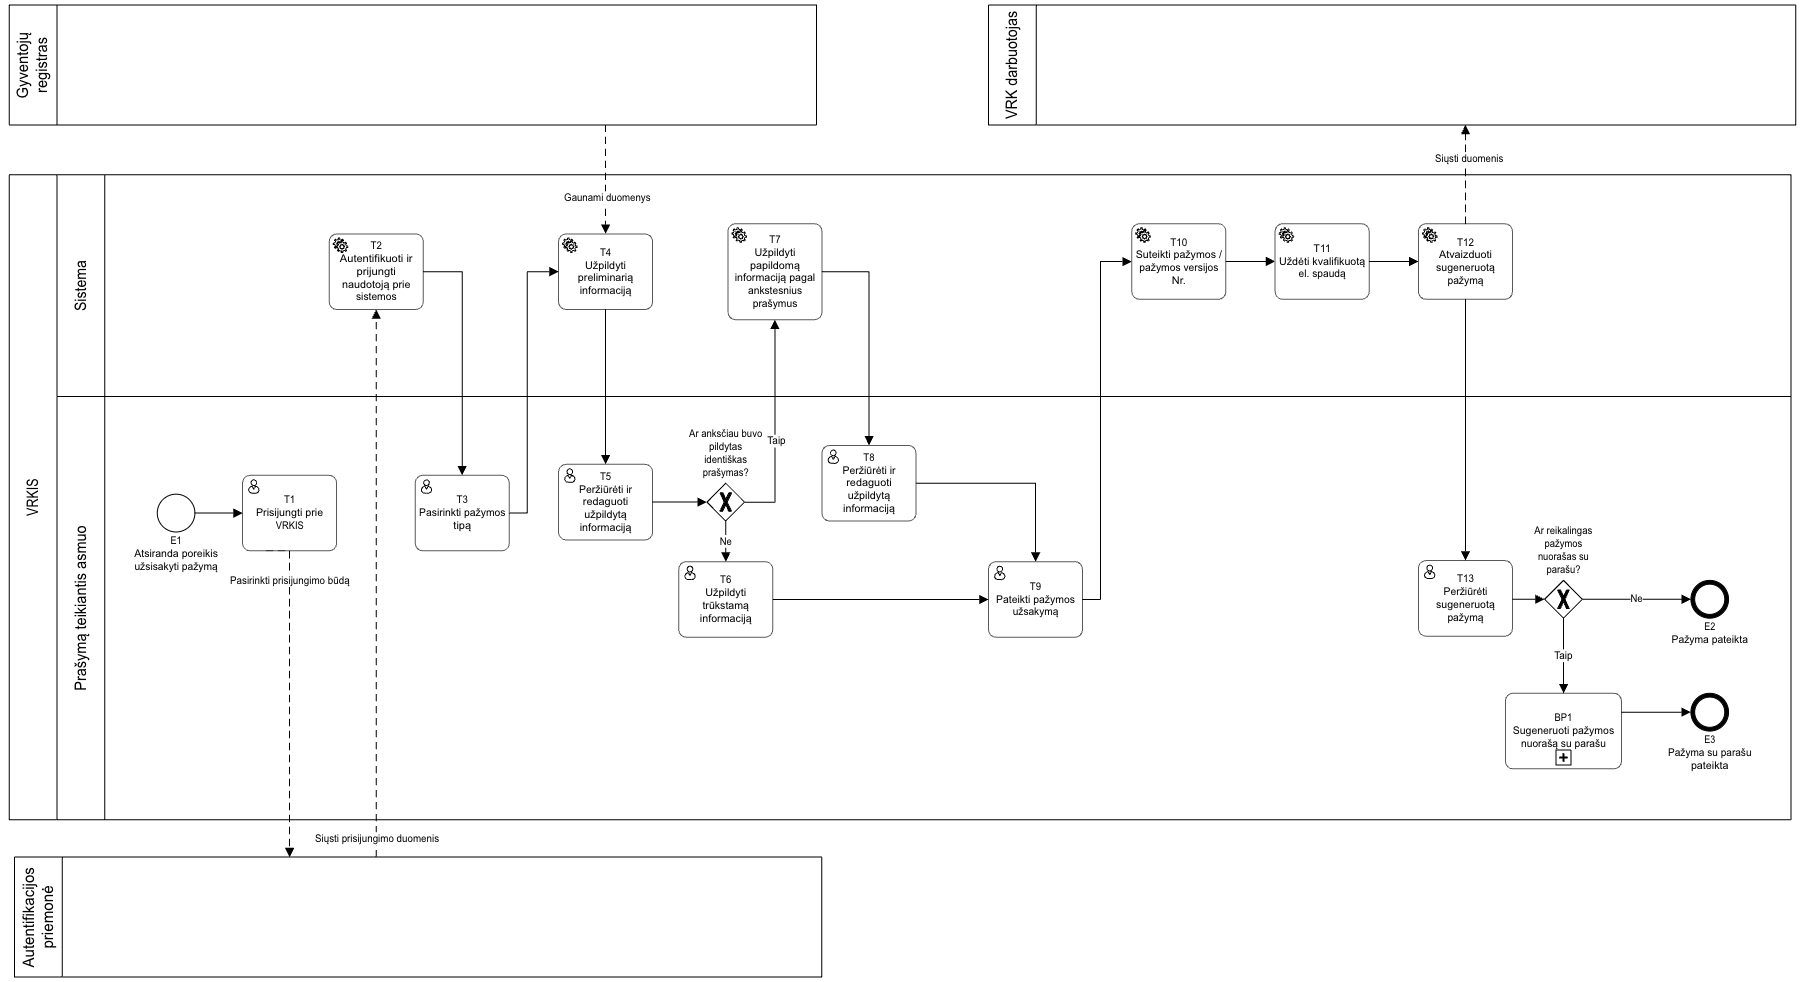 Gyventojų
registras
VRK darbuotojas
Siųsti duomenis
Gaunami duomenys
VRKIS
Sistema
T2
Autentifikuoti ir
prijungti
naudotoją prie
sistemos
T4
Užpildyti
preliminarią
informaciją
T7
Užpildyti
papildomą
informaciją pagal
ankstesnius
prašymus
T10
Suteikti pažymos /
pažymos versijos
Nr.
T11
Uždėti kvalifikuotą
el. spaudą
T12
Atvaizduoti
sugeneruotą
pažymą
Prašymą teikiantis asmuo
E1
Atsiranda poreikis
užsisakyti pažymą
T1
Prisijungti prie
VRKIS
Pasirinkti prisijungimo būdą
T3
Pasirinkti pažymos
tipą
T5
Peržiūrėti ir
redaguoti
užpildytą
informaciją
Ar anksčiau buvo
pildytas
identiškas
prašymas?
Taip
Ne
T6
Užpildyti
trūkstamą
informaciją
T8
Peržiūrėti ir
redaguoti
užpildytą
informaciją
T9
Pateikti pažymos
užsakymą
T13
Peržiūrėti
sugeneruotą
pažymą
Ar reikalingas
pažymos
nuorašas su
parašu?
Ne
E2
Pažyma pateikta
Taip
BP1
Sugeneruoti pažymos
nuorašą su parašu
E3
Pažyma su parašu
pateikta
Siųsti prisijungimo duomenis
Autentifikacijos
priemonė